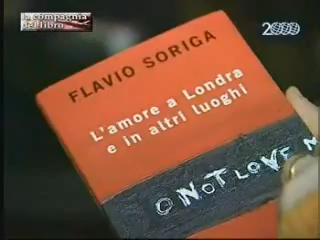 la compagnia
del libro
2000
FLAVIO SORIGA
L'amore a Londra
e in altri luoghi
O NOT LOVE